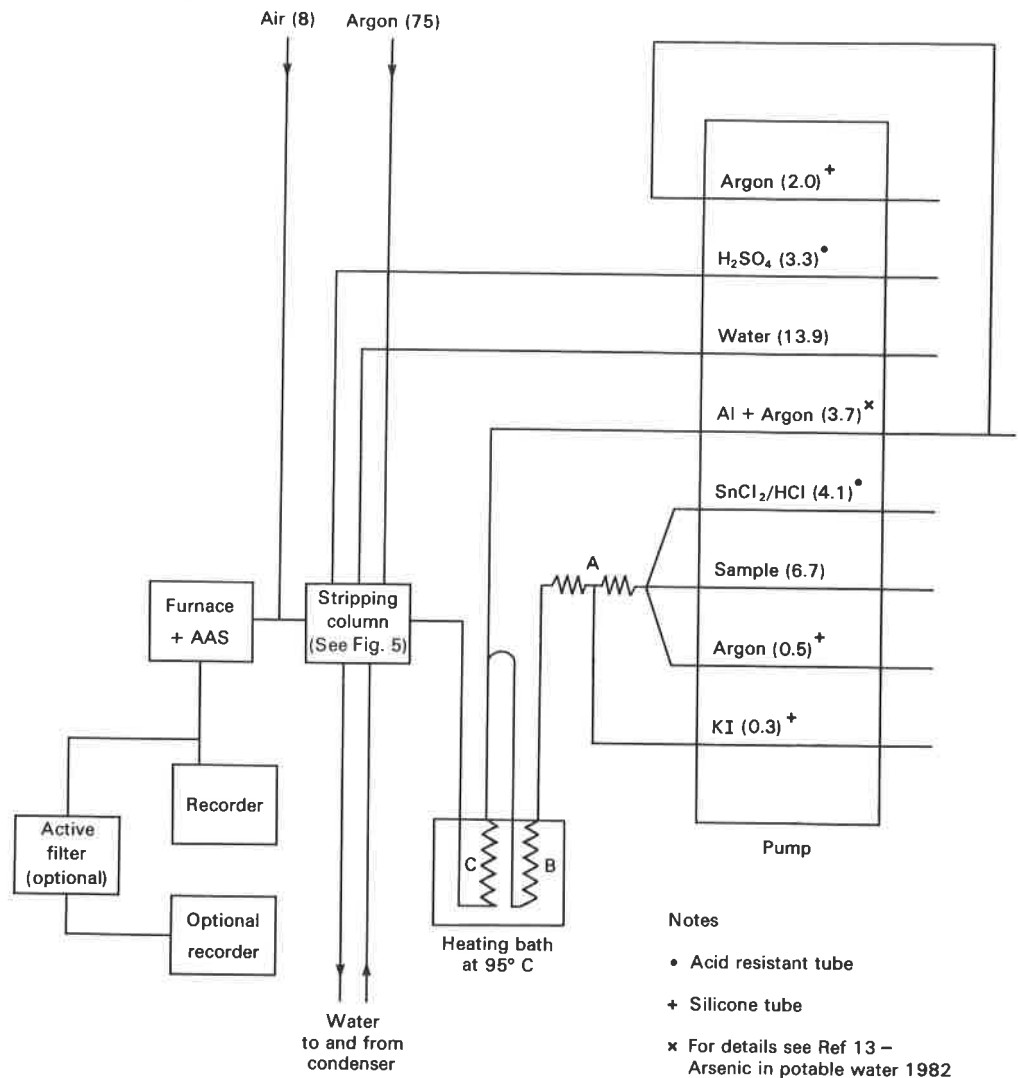 Air (8) Argon (75)
Argon (2.0)⁺
H₂SO₄ (3.3)•
Water (13.9)
Al + Argon (3.7)ˣ
SnCl₂/HCl (4.1)•
A
Sample (6.7)
Argon (0.5)⁺
KI (0.3)⁺
Pump
Furnace
+ AAS
Stripping
column
(See Fig. 5)
Recorder
Active
filter
(optional)
Optional
recorder
C
B
Heating bath
at 95° C
Water
to and from
condenser
Notes
• Acid resistant tube
+ Silicone tube
x For details see Ref 13 –
Arsenic in potable water 1982